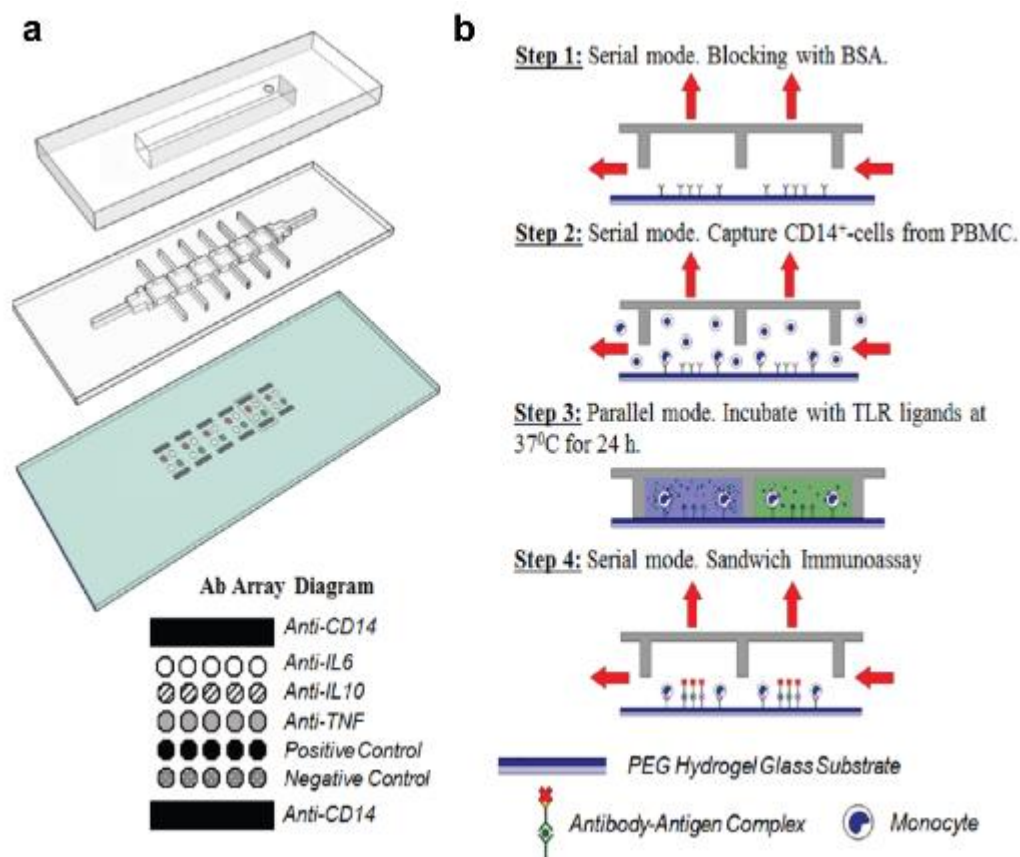 a
Ab Array Diagram
Anti-CD14
Anti-IL6
Anti-IL10
Anti-TNF
Positive Control
Negative Control
Anti-CD14
b
Step 1: Serial mode. Blocking with BSA.
Step 2: Serial mode. Capture CD14⁺-cells from PBMC.
Step 3: Parallel mode. Incubate with TLR ligands at
37⁰C for 24 h.
Step 4: Serial mode. Sandwich Immunoassay
PEG Hydrogel Glass Substrate
Antibody-Antigen Complex
Monocyte